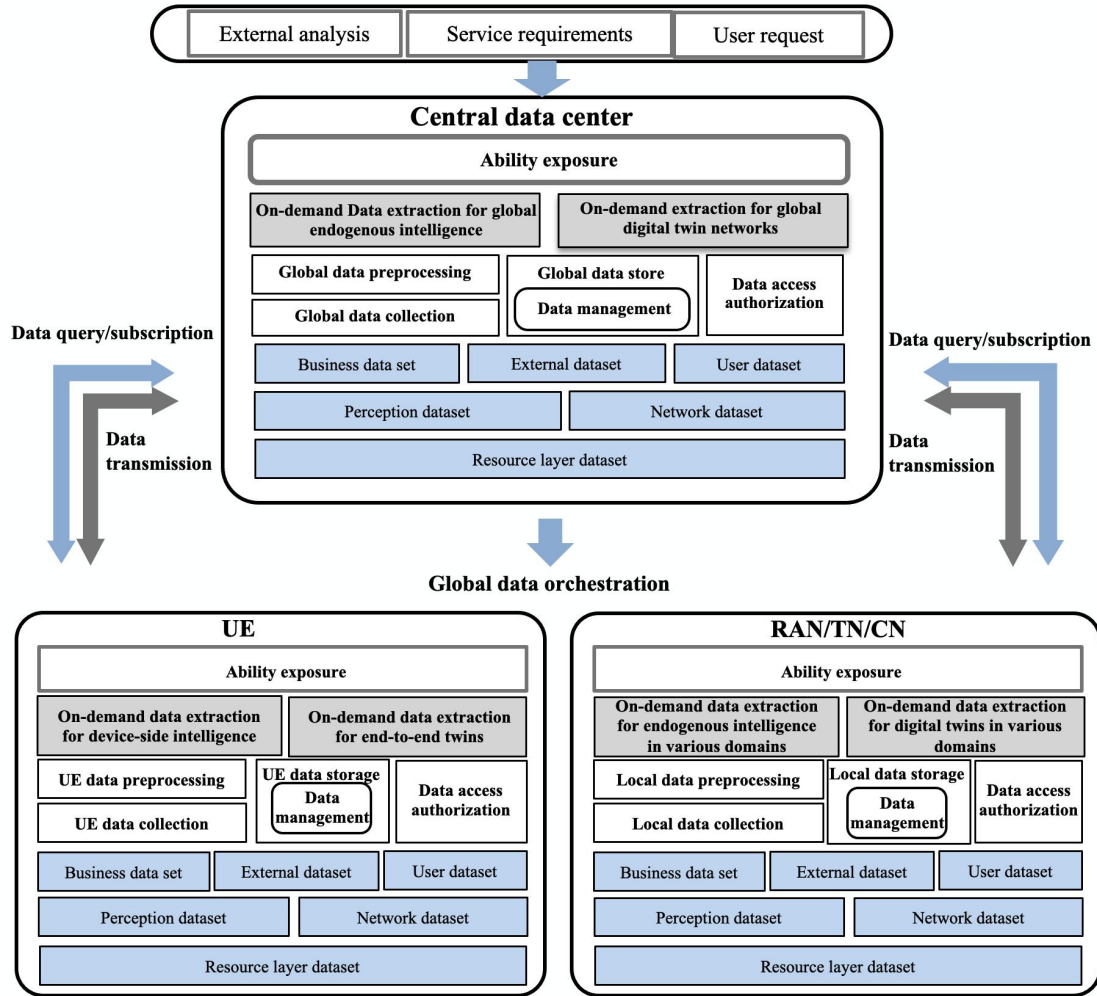 External analysis
Service requirements
User request
Central data center
Ability exposure
On-demand Data extraction for global
endogenous intelligence
On-demand extraction for global
digital twin networks
Global data preprocessing
Global data collection
Global data store
Data management
Data access
authorization
Business data set
External dataset
User dataset
Perception dataset
Network dataset
Resource layer dataset
Data query/subscription
Data
transmission
Data query/subscription
Data
transmission
Global data orchestration
UE
Ability exposure
On-demand data extraction
for device-side intelligence
On-demand data extraction
for end-to-end twins
UE data preprocessing
UE data collection
UE data storage
Data
management
Data access
authorization
Business data set
External dataset
User dataset
Perception dataset
Network dataset
Resource layer dataset
RAN/TN/CN
Ability exposure
On-demand data extraction
for endogenous intelligence
in various domains
On-demand data extraction
for digital twins in various
domains
Local data preprocessing
Local data collection
Local data storage
Data
management
Data access
authorization
Business data set
External dataset
User dataset
Perception dataset
Network dataset
Resource layer dataset